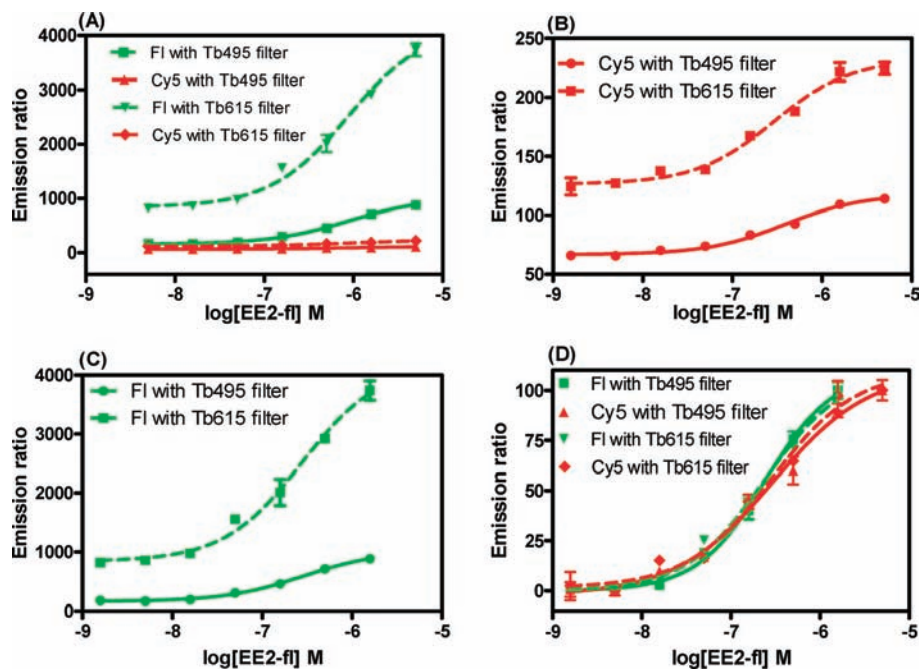 (A)
Fl with Tb495 filter
Cy5 with Tb495 filter
Fl with Tb615 filter
Cy5 with Tb615 filter
Emission ratio
4000
3000
2000
1000
0
-9 -8 -7 -6 -5
log[EE2-fl] M
(B)
Cy5 with Tb495 filter
Cy5 with Tb615 filter
Emission ratio
250
200
150
100
50
-9 -8 -7 -6 -5
log[EE2-fl] M
(C)
Fl with Tb495 filter
Fl with Tb615 filter
Emission ratio
4000
3000
2000
1000
0
-9 -8 -7 -6 -5
log[EE2-fl] M
(D)
Fl with Tb495 filter
Cy5 with Tb495 filter
Fl with Tb615 filter
Cy5 with Tb615 filter
Emission ratio
100
75
50
25
0
-9 -8 -7 -6 -5
log[EE2-fl] M